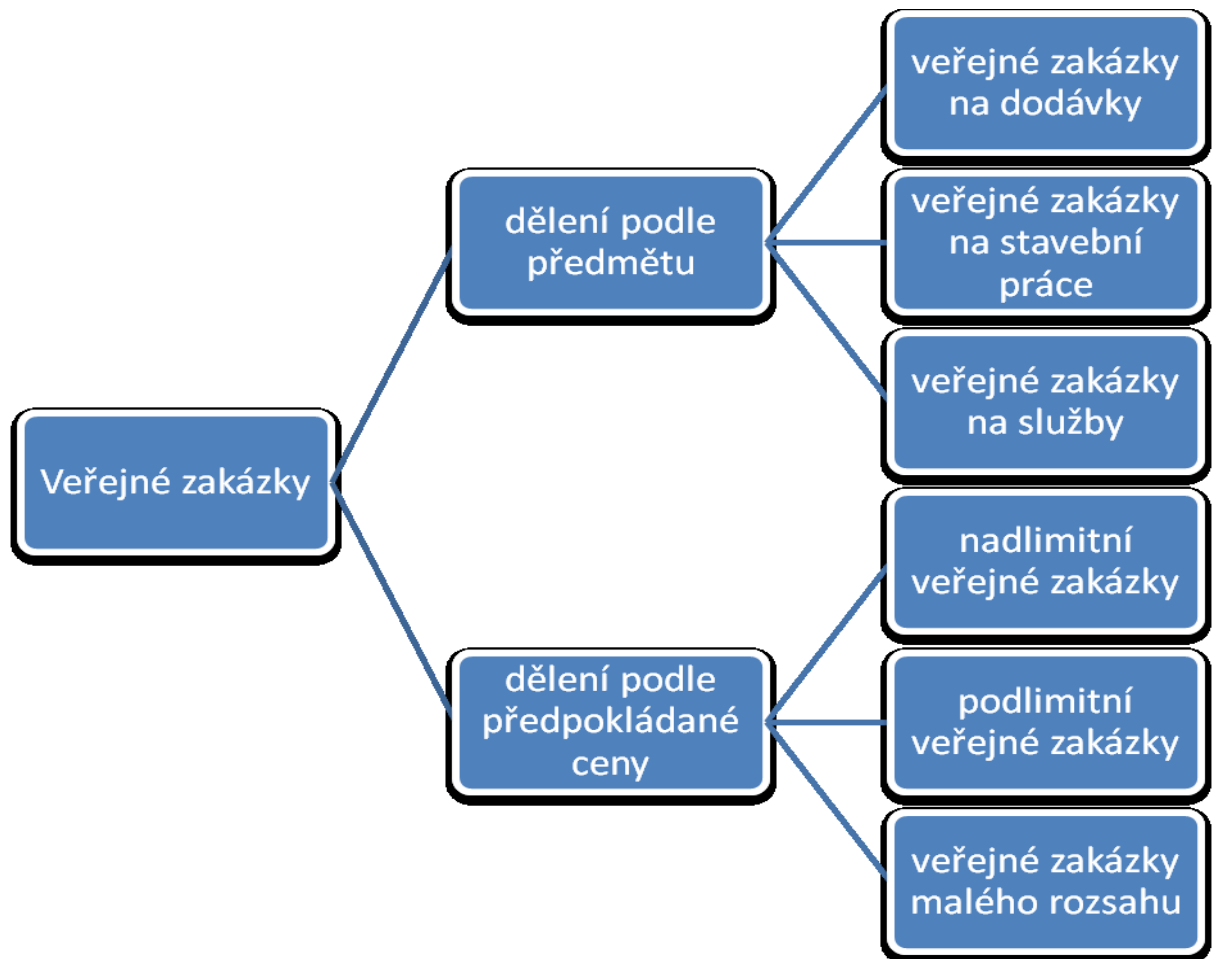 veřejné zakázky
na dodávky
dělení podle
předmětu
veřejné zakázky
na stavební
práce
veřejné zakázky
na služby
Veřejné zakázky
nadlimitní
veřejné zakázky
dělení podle
předpokládané
ceny
podlimitní
veřejné zakázky
veřejné zakázky
malého rozsahu